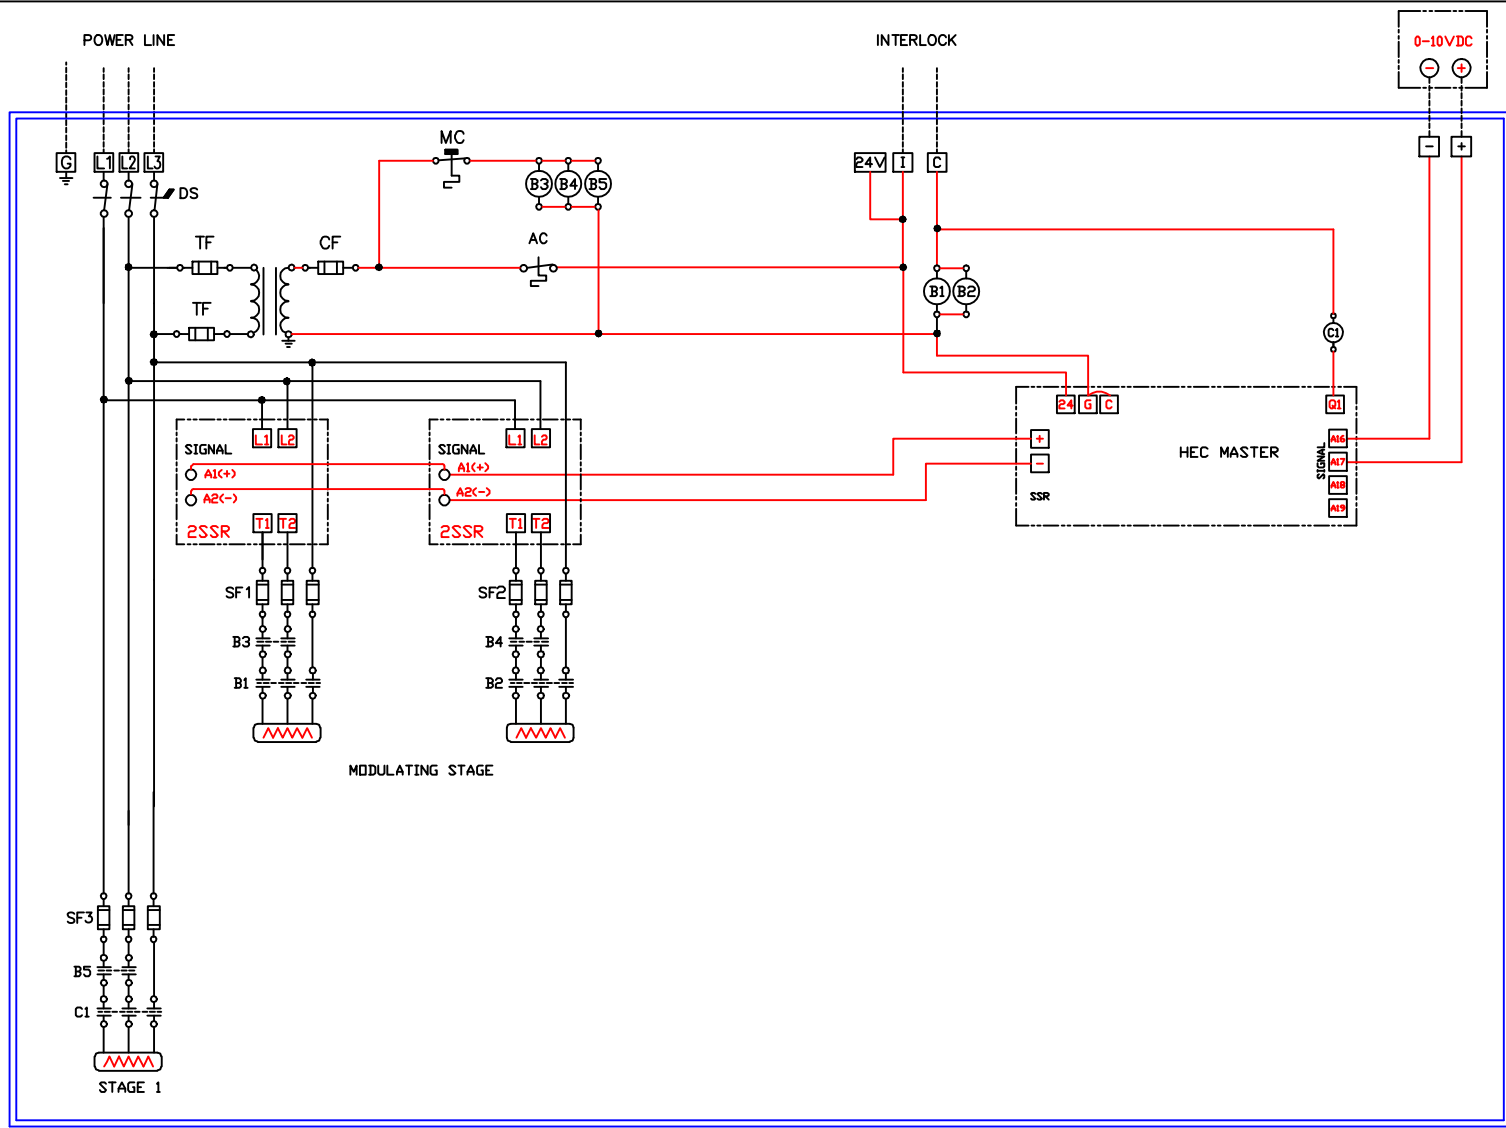 POWER LINE
INTERLOCK
0-10VDC
- +
G L1 L2 L3
DS
MC
B3 B4 B5
24V I C
- +
TF
CF
AC
TF
B1 B2
C1
L1 L2
SIGNAL
A1(+)
A2(-)
T1 T2
2SSR
L1 L2
SIGNAL
A1(+)
A2(-)
T1 T2
2SSR
24 G C
Q1
+
-
SSR
HEC MASTER
SIGNAL
A16
A17
A18
A19
SF1
SF2
B3
B4
B1
B2
MODULATING STAGE
SF3
B5
C1
STAGE 1